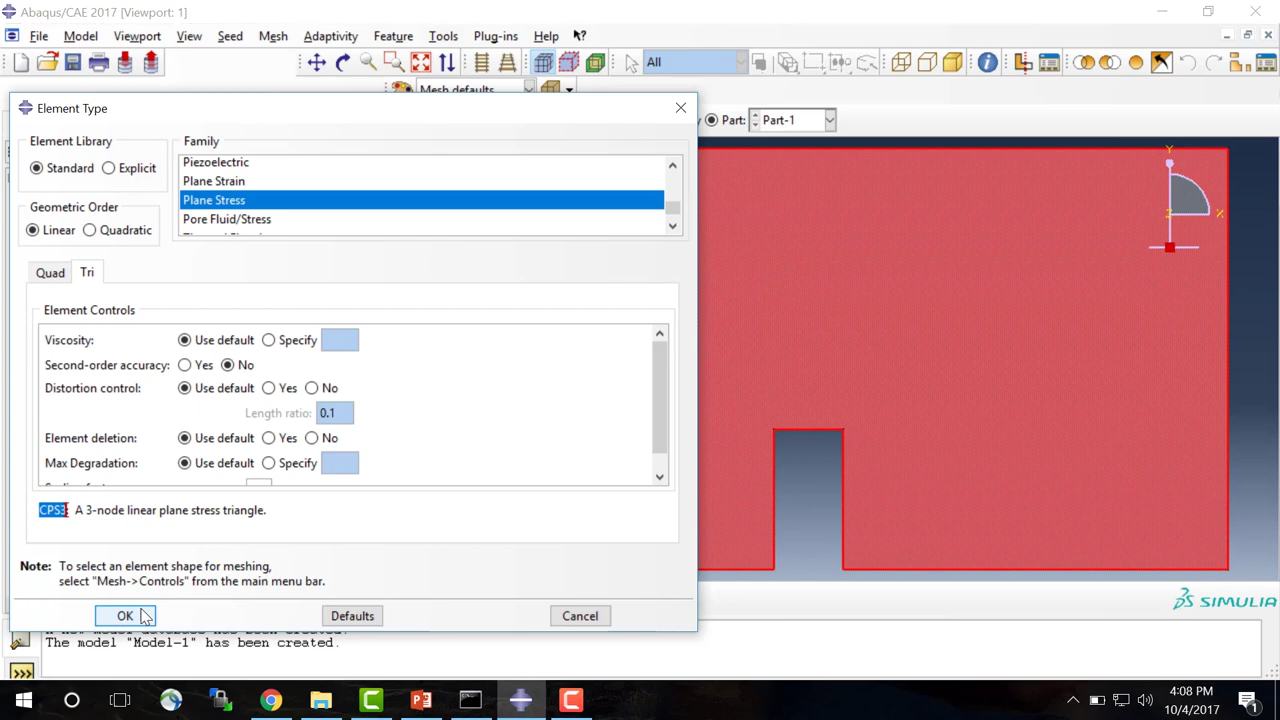 Abaqus/CAE 2017 [Viewport: 1]
File Model Viewport View Seed Mesh Adaptivity Feature Tools Plug-ins Help
All
Mesh defaults
Element Type
Part: Part-1
Element Library
Standard Explicit
Geometric Order
Linear Quadratic
Family
Piezoelectric
Plane Strain
Plane Stress
Pore Fluid/Stress
Quad Tri
Element Controls
Viscosity: Use default Specify
Second-order accuracy: Yes No
Distortion control: Use default Yes No
Length ratio: 0.1
Element deletion: Use default Yes No
Max Degradation: Use default Specify
CPS3: A 3-node linear plane stress triangle.
Note: To select an element shape for meshing,
select "Mesh->Controls" from the main menu bar.
OK Defaults Cancel
Y
Z X
SIMULIA
The model "Model-1" has been created.
>>>
4:08 PM
10/4/2017
1